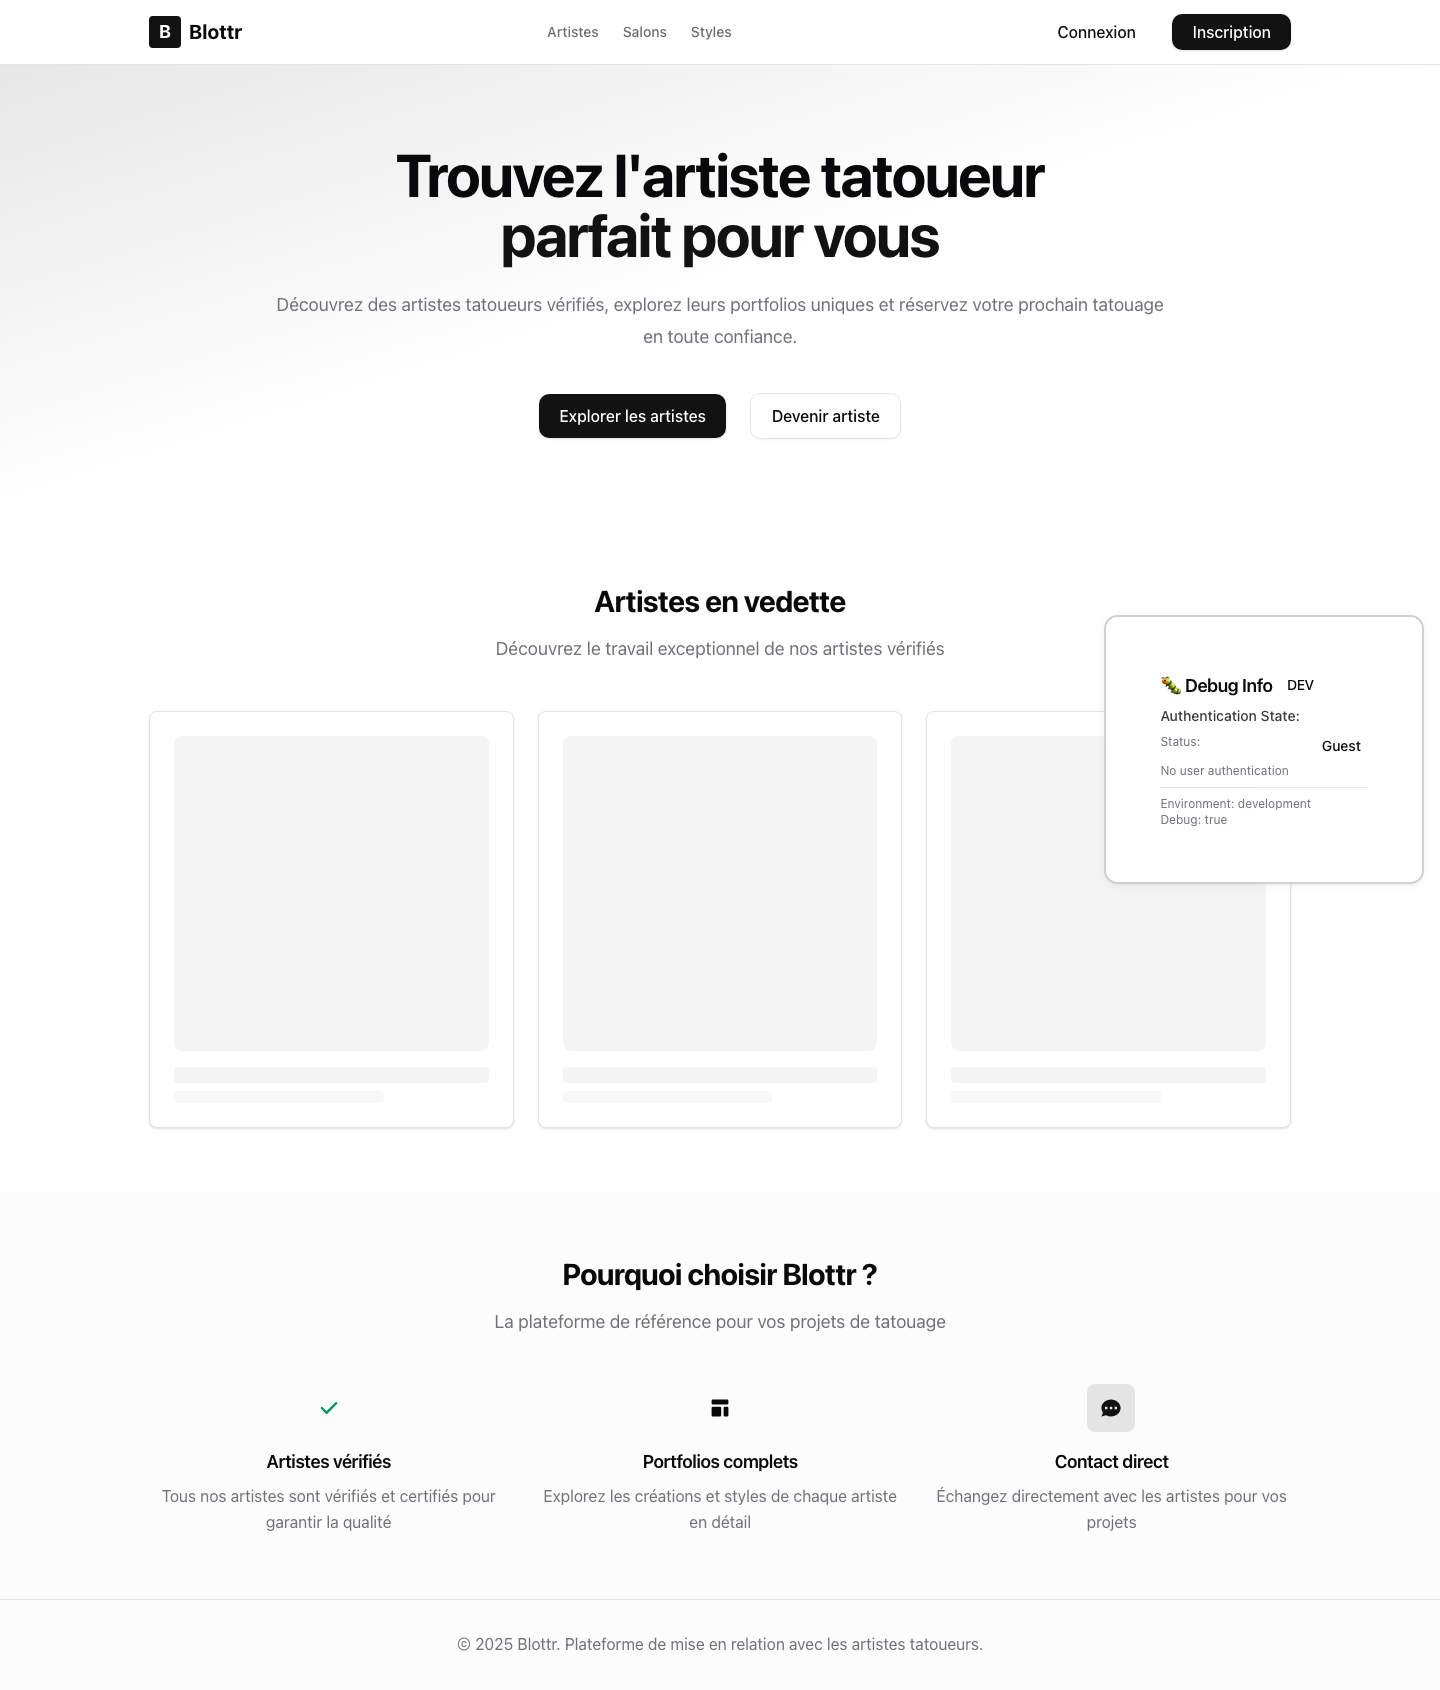 B Blottr
Artistes Salons Styles
Connexion Inscription
Trouvez l'artiste tatoueur
parfait pour vous
Découvrez des artistes tatoueurs vérifiés, explorez leurs portfolios uniques et réservez votre prochain tatouage
en toute confiance.
Explorer les artistes Devenir artiste
Artistes en vedette
Découvrez le travail exceptionnel de nos artistes vérifiés
🐛 Debug Info DEV
Authentication State:
Status: Guest
No user authentication
Environment: development
Debug: true
Pourquoi choisir Blottr ?
La plateforme de référence pour vos projets de tatouage
Artistes vérifiés
Tous nos artistes sont vérifiés et certifiés pour
garantir la qualité
Portfolios complets
Explorez les créations et styles de chaque artiste
en détail
Contact direct
Échangez directement avec les artistes pour vos
projets
© 2025 Blottr. Plateforme de mise en relation avec les artistes tatoueurs.